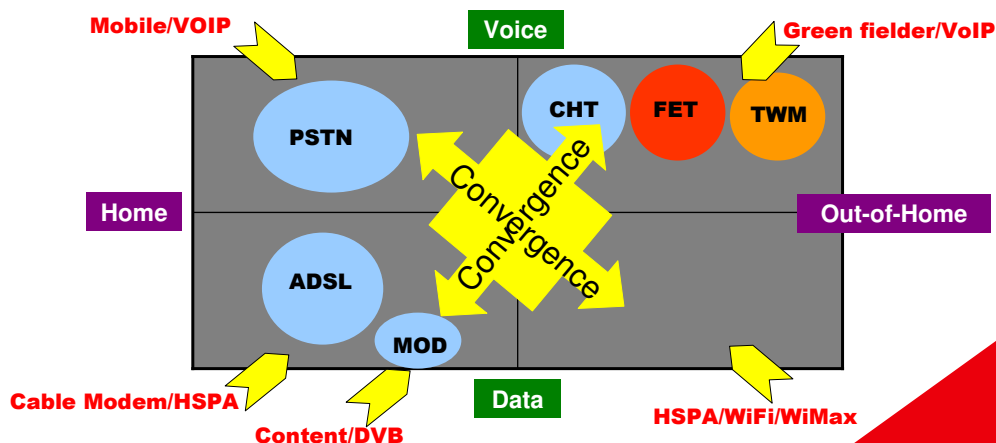 Mobile/VOIP
Voice
Green fielder/VoIP
PSTN
CHT
FET
TWM
Convergence
Convergence
Home
Out-of-Home
ADSL
MOD
Cable Modem/HSPA
Content/DVB
Data
HSPA/WiFi/WiMax